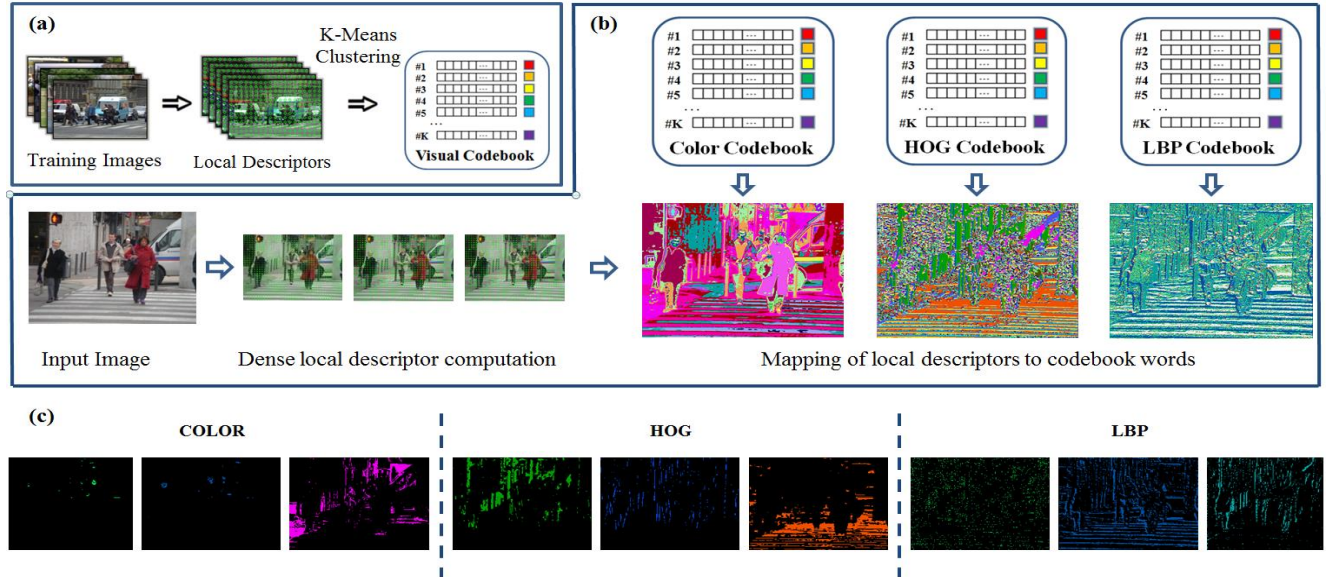 (a)
K-Means
Clustering
#1
#2
#3
#4
#5
...
#K
Visual Codebook
Training Images
Local Descriptors
(b)
#1
#2
#3
#4
#5
...
#K
Color Codebook
#1
#2
#3
#4
#5
...
#K
HOG Codebook
#1
#2
#3
#4
#5
...
#K
LBP Codebook
Input Image
Dense local descriptor computation
Mapping of local descriptors to codebook words
(c)
COLOR
HOG
LBP